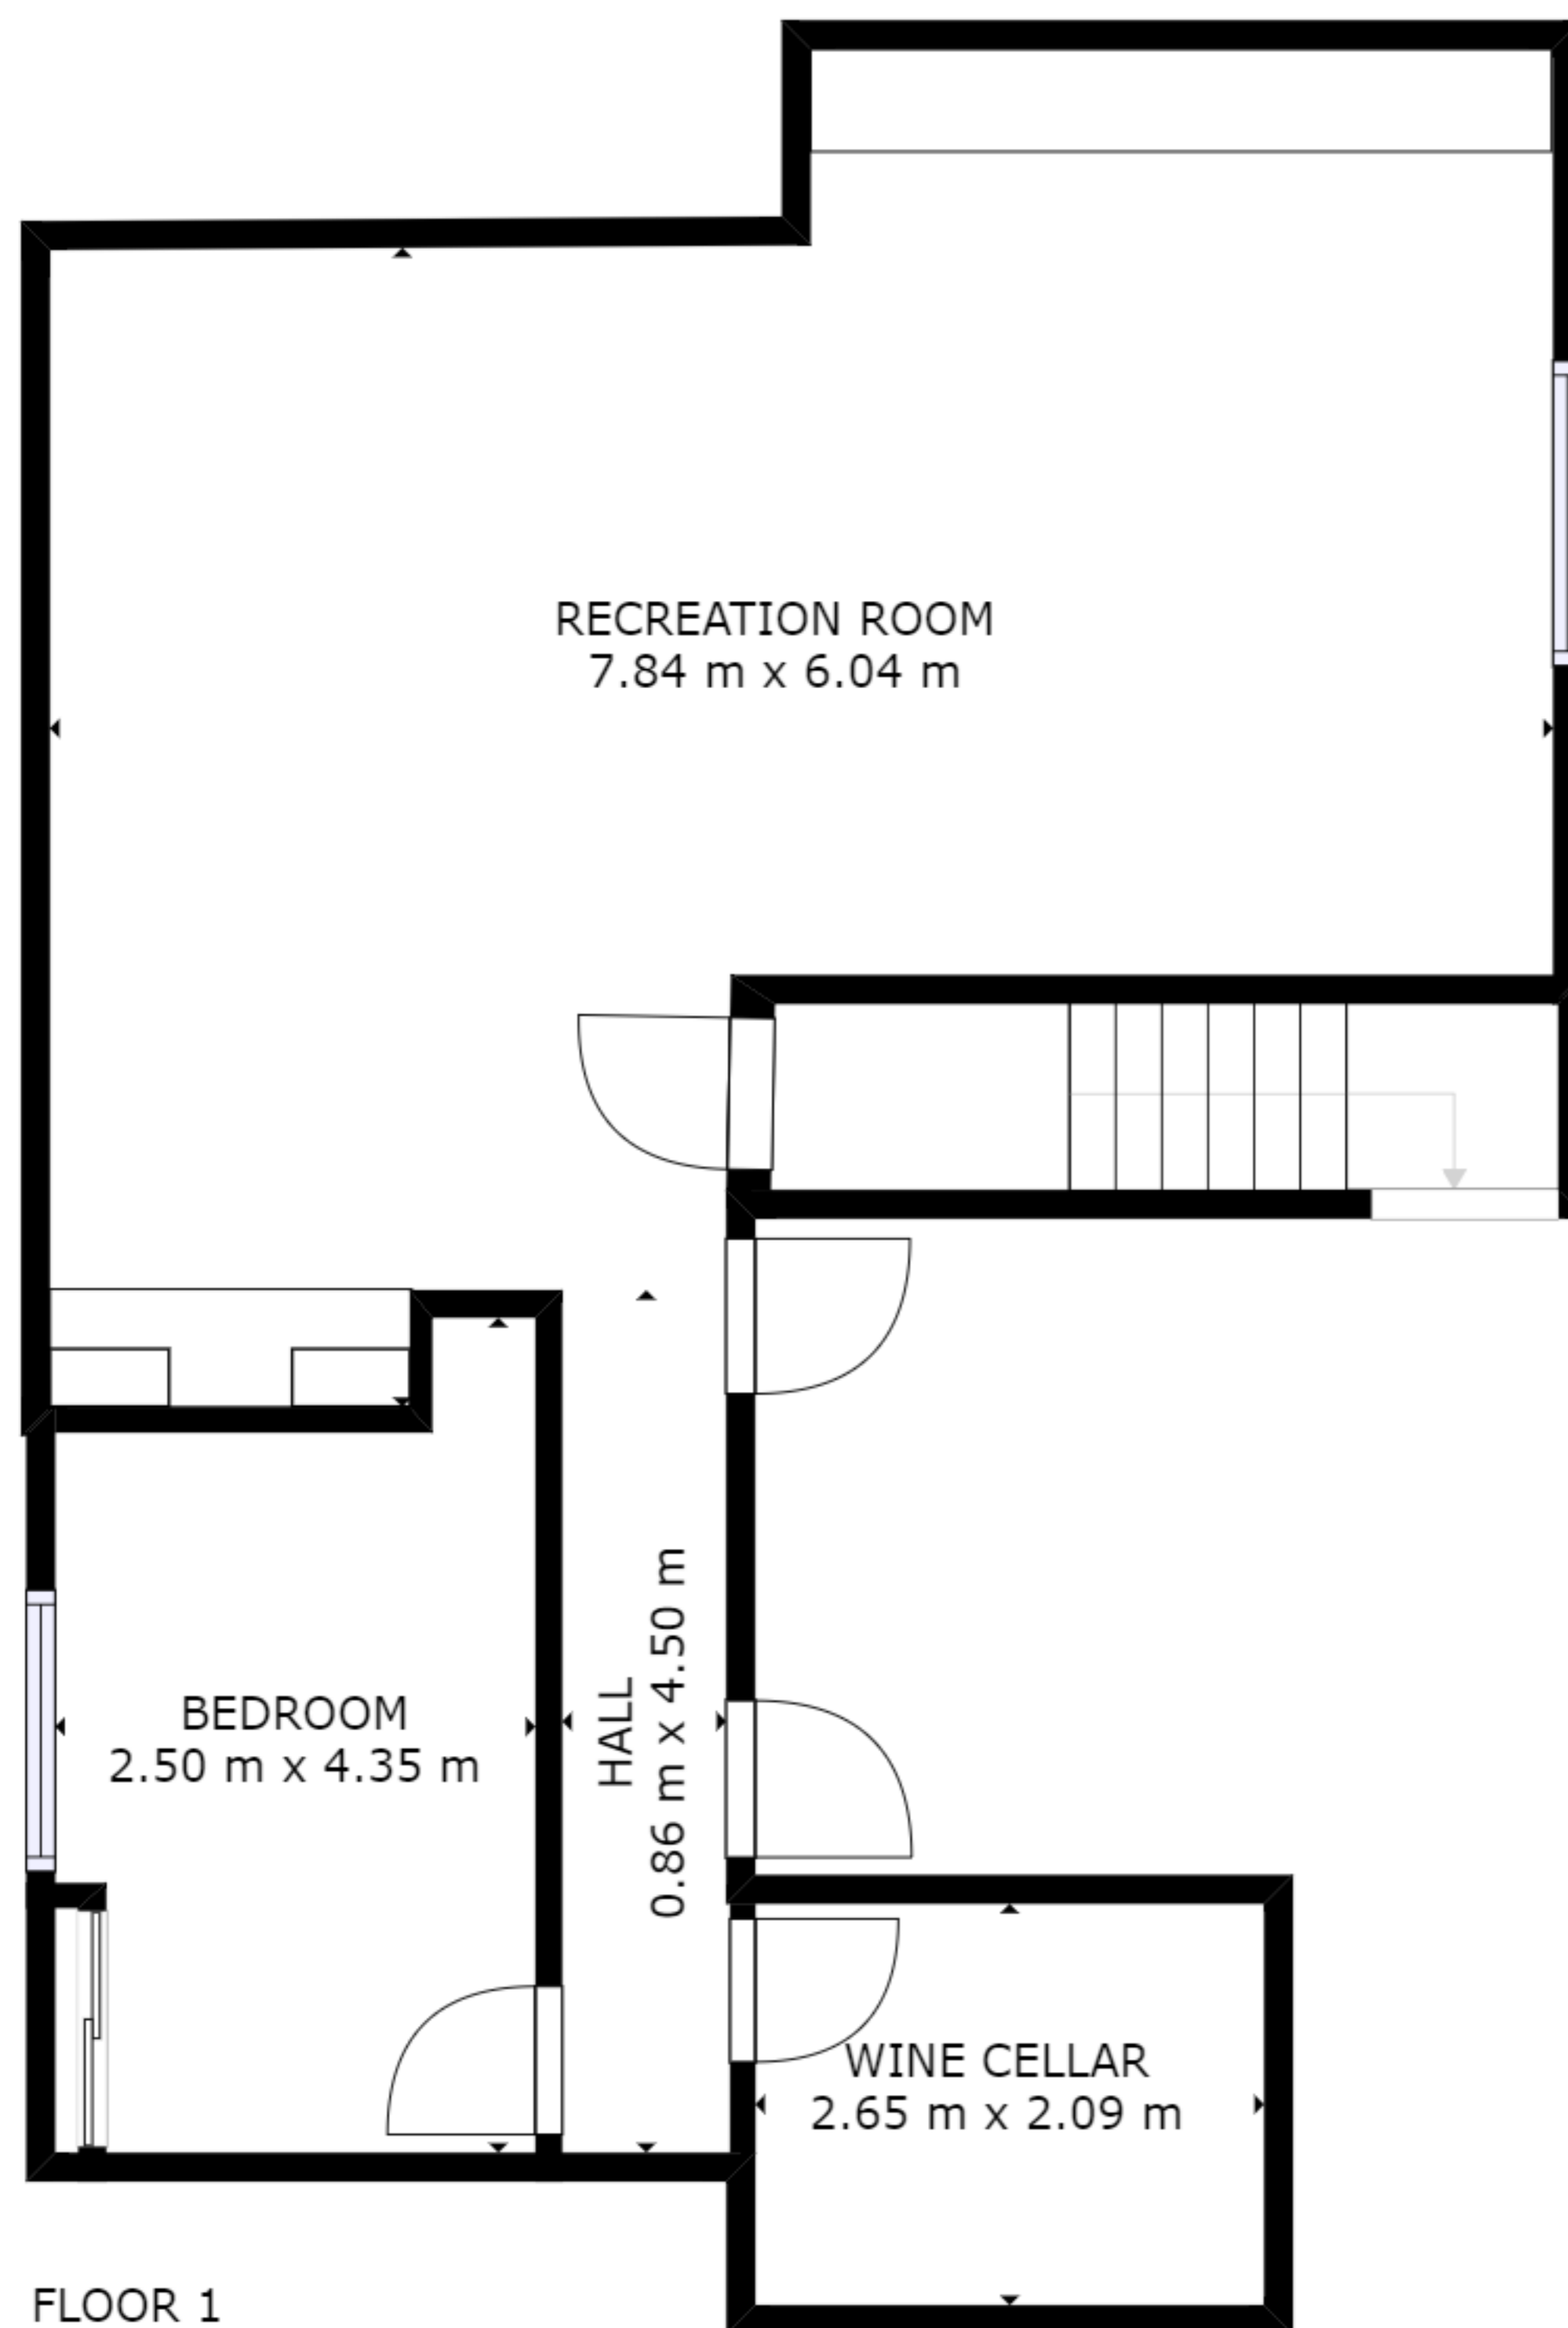 RECREATION ROOM
7.84 m x 6.04 m
BEDROOM
2.50 m x 4.35 m
HALL
0.86 m x 4.50 m
WINE CELLAR
2.65 m x 2.09 m
FLOOR 1